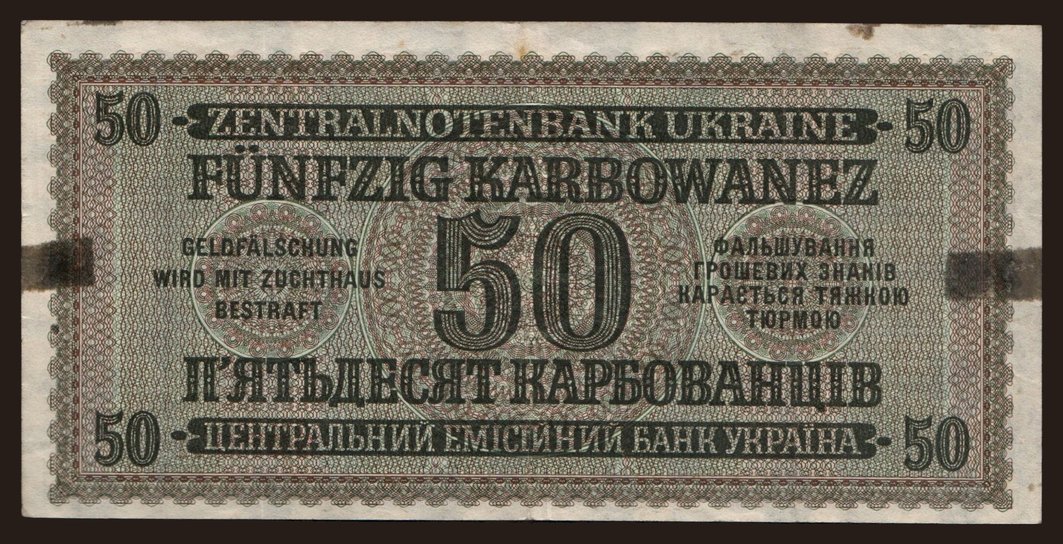 50 ZENTRALNOTENBANK UKRAINE 50
FÜNFZIG KARBOWANEZ
50
GELDFÄLSCHUNG
WIRD MIT ZUCHTHAUS
BESTRAFT
ФАЛЬШУВАННЯ
ГРОШЕВИХ ЗНАКІВ
КАРАЄТЬСЯ ТЯЖКОЮ
ТЮРМОЮ
П'ЯТЬДЕСЯТ КАРБОВАНЦІВ
50 ЦЕНТРАЛЬНИЙ ЕМІСІЙНИЙ БАНК УКРАЇНА 50